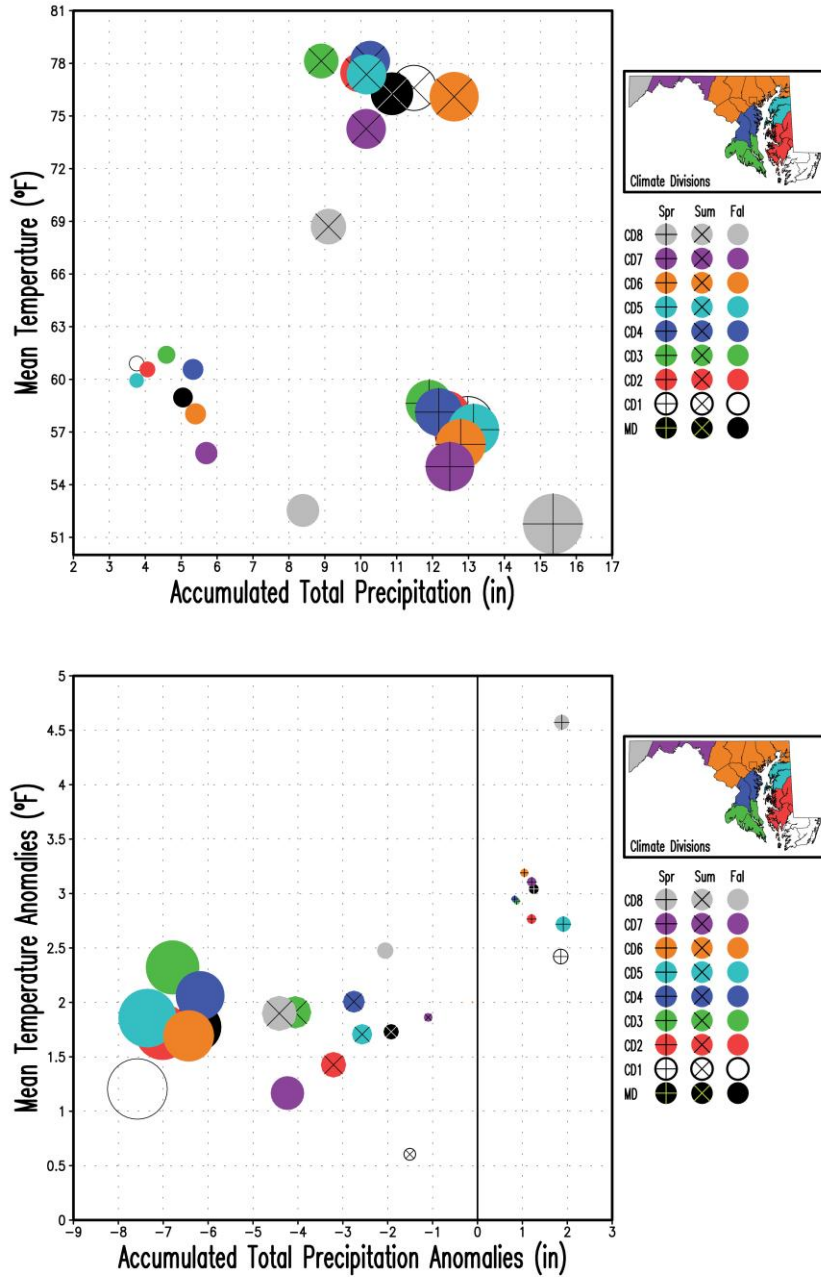 81
78
75
72
69
66
63
60
57
54
51
Mean Temperature (ºF)
2 3 4 5 6 7 8 9 10 11 12 13 14 15 16 17
Accumulated Total Precipitation (in)
Climate Divisions
Spr Sum Fal
CD8
CD7
CD6
CD5
CD4
CD3
CD2
CD1
MD
5
4.5
4
3.5
3
2.5
2
1.5
1
0.5
0
Mean Temperature Anomalies (ºF)
−9 −8 −7 −6 −5 −4 −3 −2 −1 0 1 2 3
Accumulated Total Precipitation Anomalies (in)
Climate Divisions
Spr Sum Fal
CD8
CD7
CD6
CD5
CD4
CD3
CD2
CD1
MD